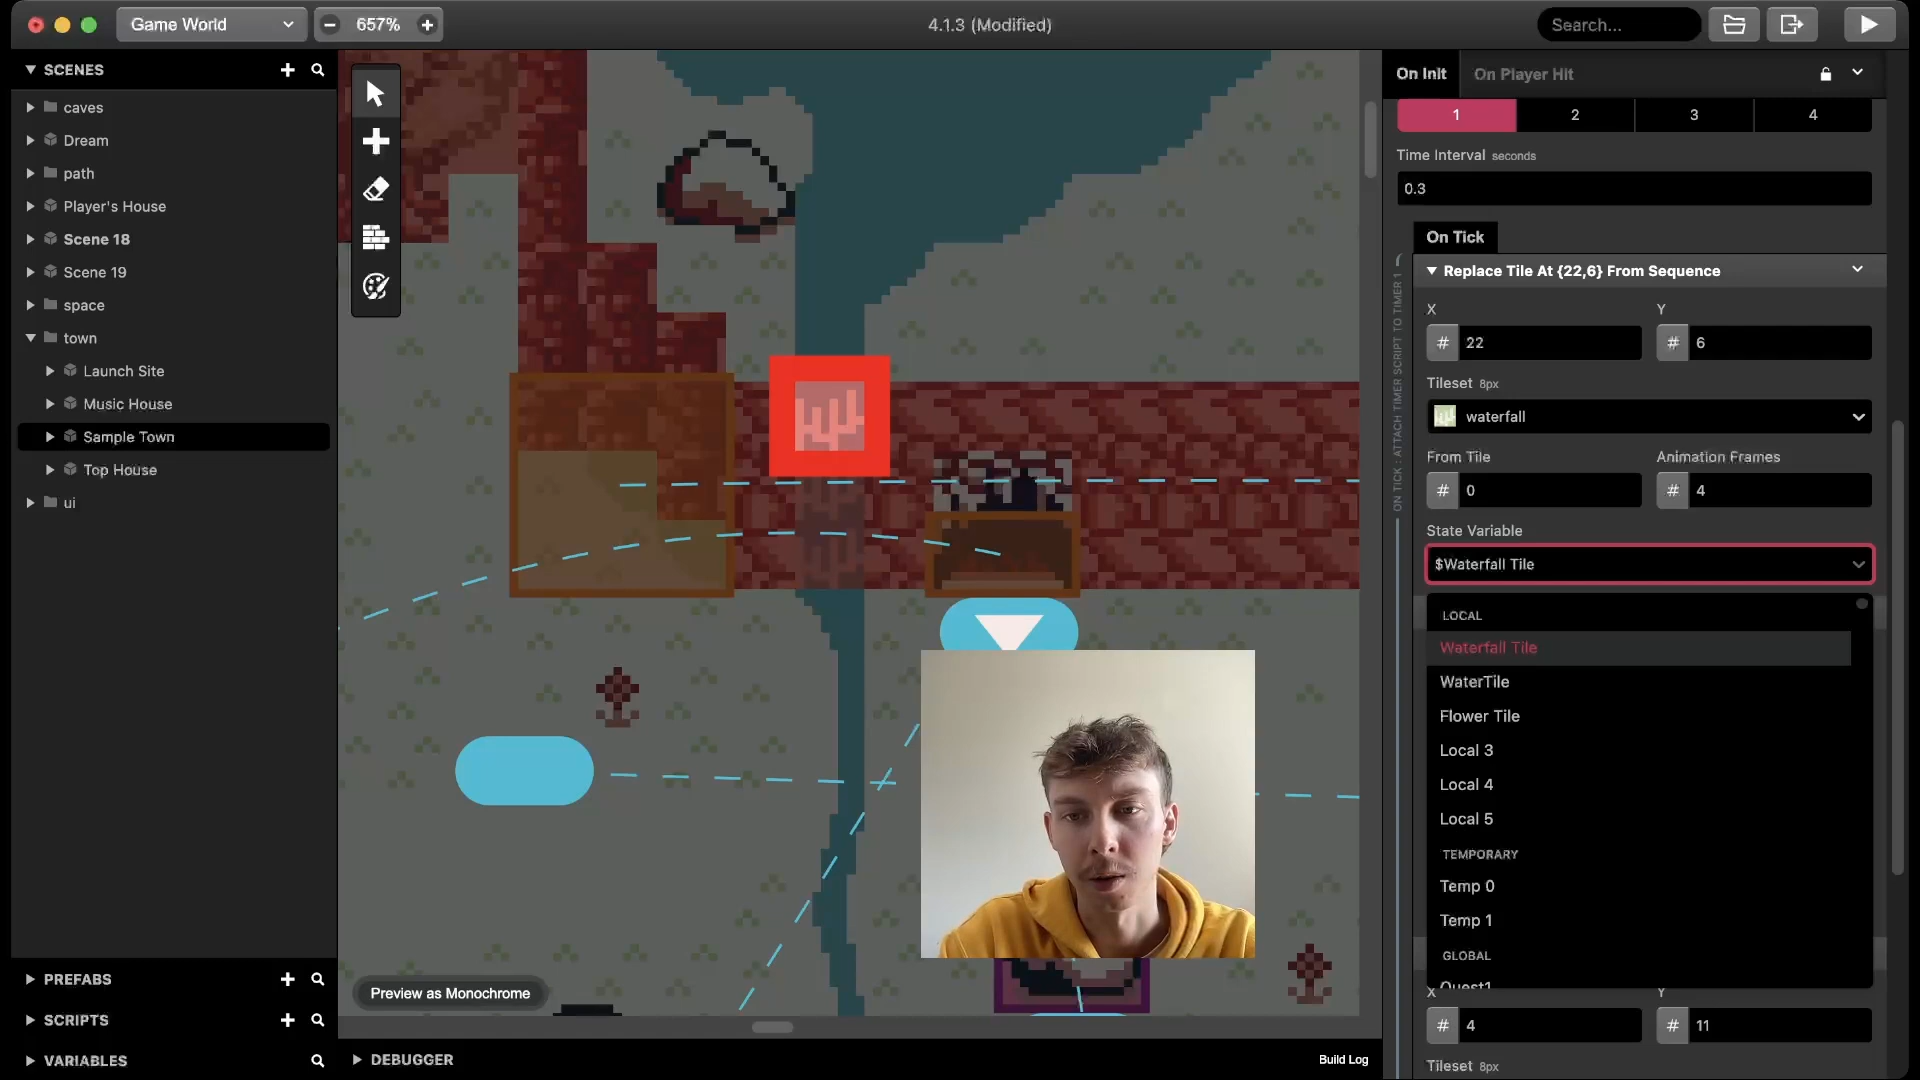 Game World
657%
4.1.3 (Modified)
Search...
SCENES
caves
Dream
path
Player's House
Scene 18
Scene 19
space
town
Launch Site
Music House
Sample Town
Top House
ui
PREFABS
SCRIPTS
VARIABLES
Preview as Monochrome
DEBUGGER
Build Log
On Init
On Player Hit
1
2
3
4
Time Interval seconds
0.3
On Tick
ON TICK : ATTACH TIMER SCRIPT TO TIMER 1
Replace Tile At {22,6} From Sequence
X
Y
# 22
# 6
Tileset 8px
waterfall
From Tile
Animation Frames
# 0
# 4
State Variable
$Waterfall Tile
LOCAL
Waterfall Tile
WaterTile
Flower Tile
Local 3
Local 4
Local 5
TEMPORARY
Temp 0
Temp 1
GLOBAL
Quest1
X
Y
# 4
# 11
Tileset 8px